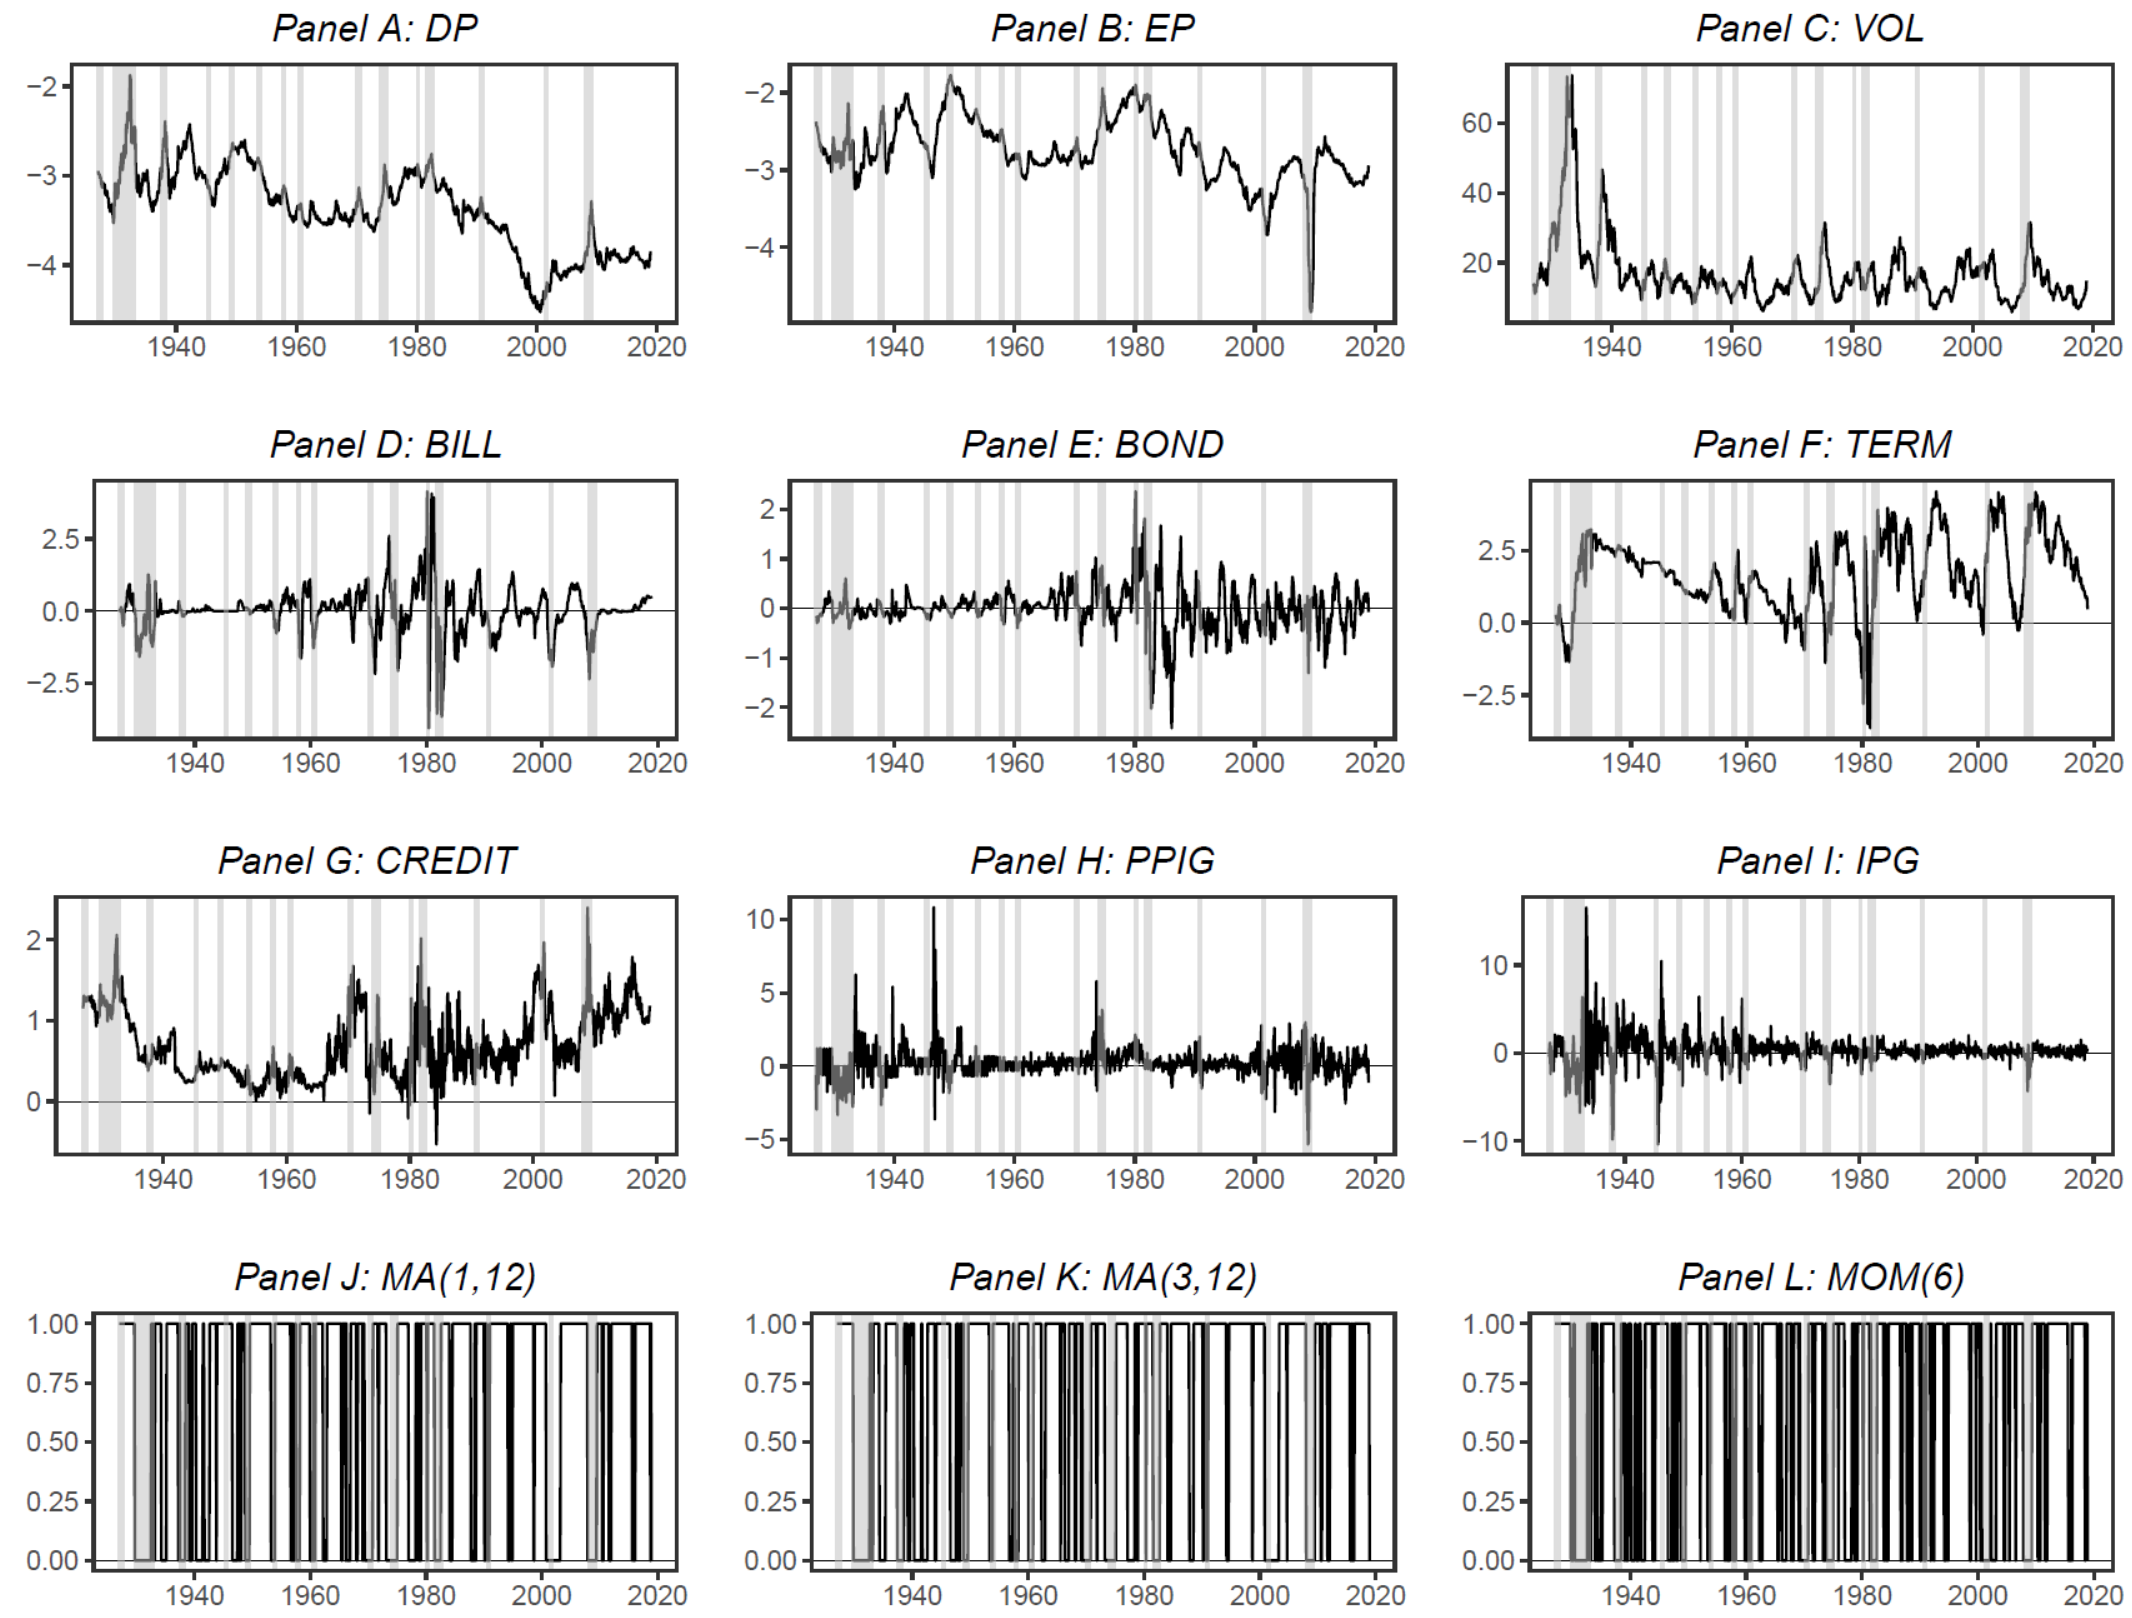 Panel A: DP
Panel B: EP
Panel C: VOL
−2
−3
−4
1940 1960 1980 2000 2020
−2
−3
−4
1940 1960 1980 2000 2020
60
40
20
1940 1960 1980 2000 2020
Panel D: BILL
Panel E: BOND
Panel F: TERM
2.5
0.0
−2.5
1940 1960 1980 2000 2020
2
1
0
−1
−2
1940 1960 1980 2000 2020
2.5
0.0
−2.5
1940 1960 1980 2000 2020
Panel G: CREDIT
Panel H: PPIG
Panel I: IPG
2
1
0
1940 1960 1980 2000 2020
10
5
0
−5
1940 1960 1980 2000 2020
10
0
−10
1940 1960 1980 2000 2020
Panel J: MA(1,12)
Panel K: MA(3,12)
Panel L: MOM(6)
1.00
0.75
0.50
0.25
0.00
1940 1960 1980 2000 2020
1.00
0.75
0.50
0.25
0.00
1940 1960 1980 2000 2020
1.00
0.75
0.50
0.25
0.00
1940 1960 1980 2000 2020